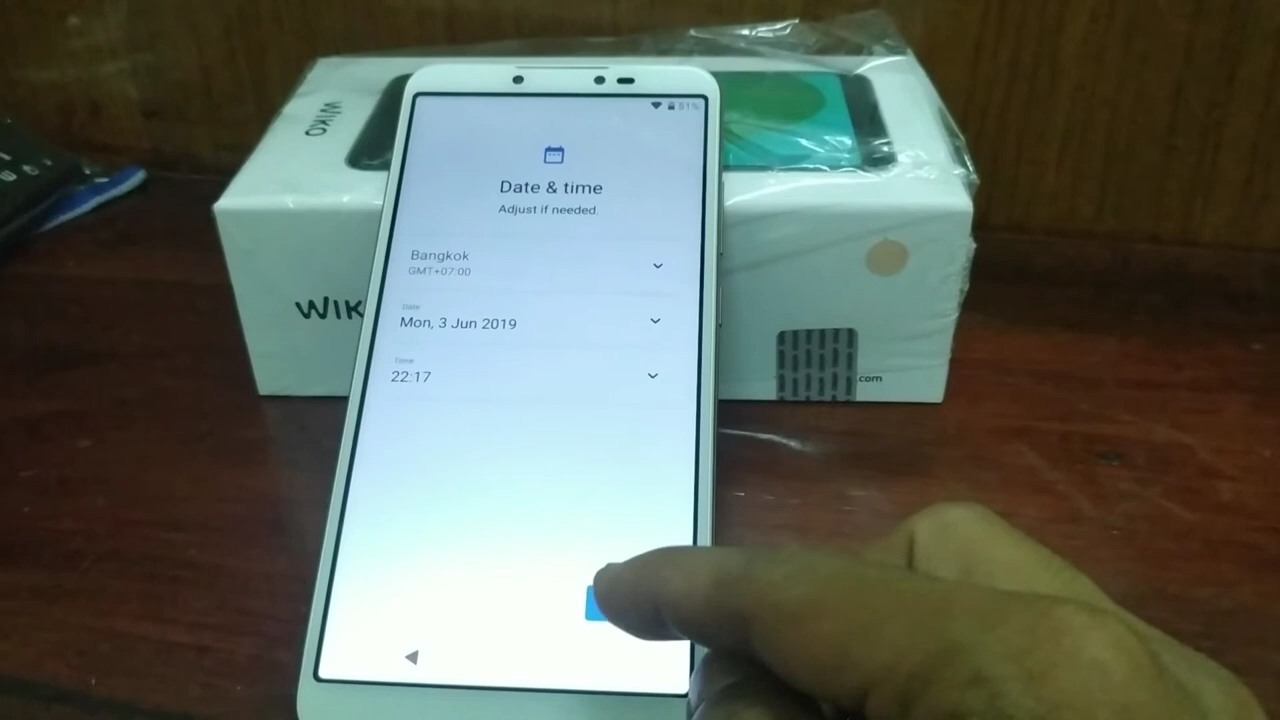 WIKO
51%
Date & time
Adjust if needed.
Bangkok
GMT+07:00
Date
Mon, 3 Jun 2019
Time
22:17
WIK
.com